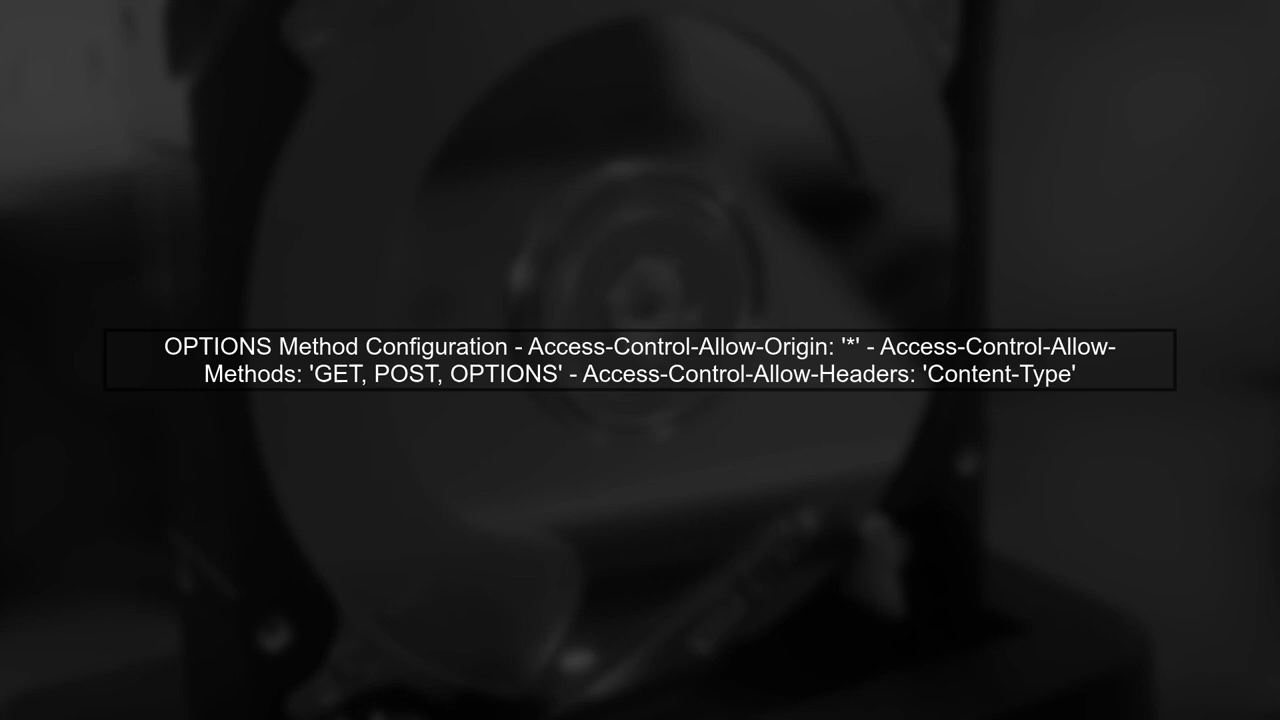 OPTIONS Method Configuration - Access-Control-Allow-Origin: '*' - Access-Control-Allow-
Methods: 'GET, POST, OPTIONS' - Access-Control-Allow-Headers: 'Content-Type'